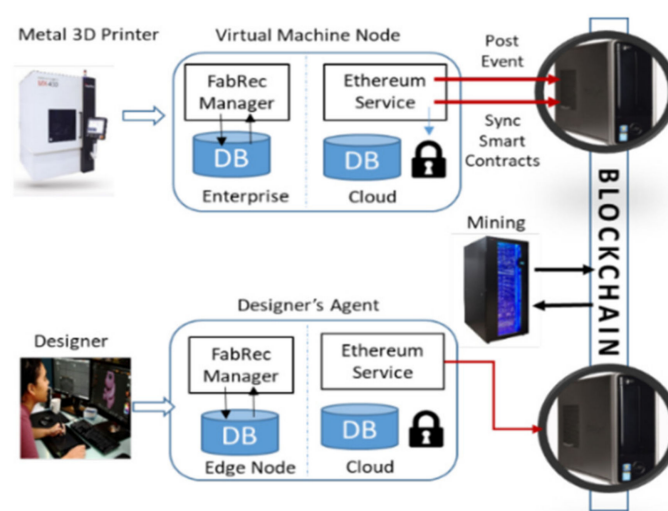 Metal 3D Printer
Virtual Machine Node
FabRec
Manager
DB
Enterprise
Ethereum
Service
DB
Cloud
Post
Event
Sync
Smart
Contracts
BLOCKCHAIN
Mining
Designer's Agent
Designer
FabRec
Manager
DB
Edge Node
Ethereum
Service
DB
Cloud